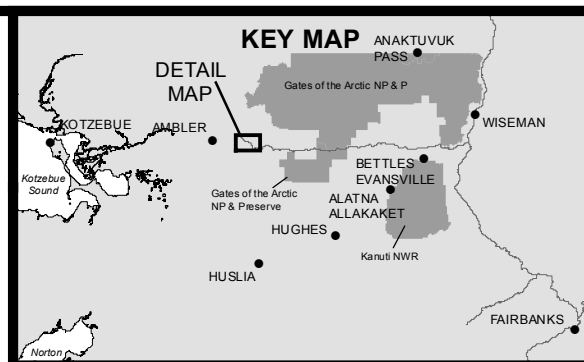 KEY MAP
ANAKTUVUK
PASS
DETAIL
MAP
Gates of the Arctic NP & P
KOTZEBUE
AMBLER
WISEMAN
Kotzebue
Sound
BETTLES
EVANSVILLE
Gates of the Arctic
NP & Preserve
ALATNA
ALLAKAKET
HUGHES
Kanuti NWR
HUSLIA
FAIRBANKS
Norton